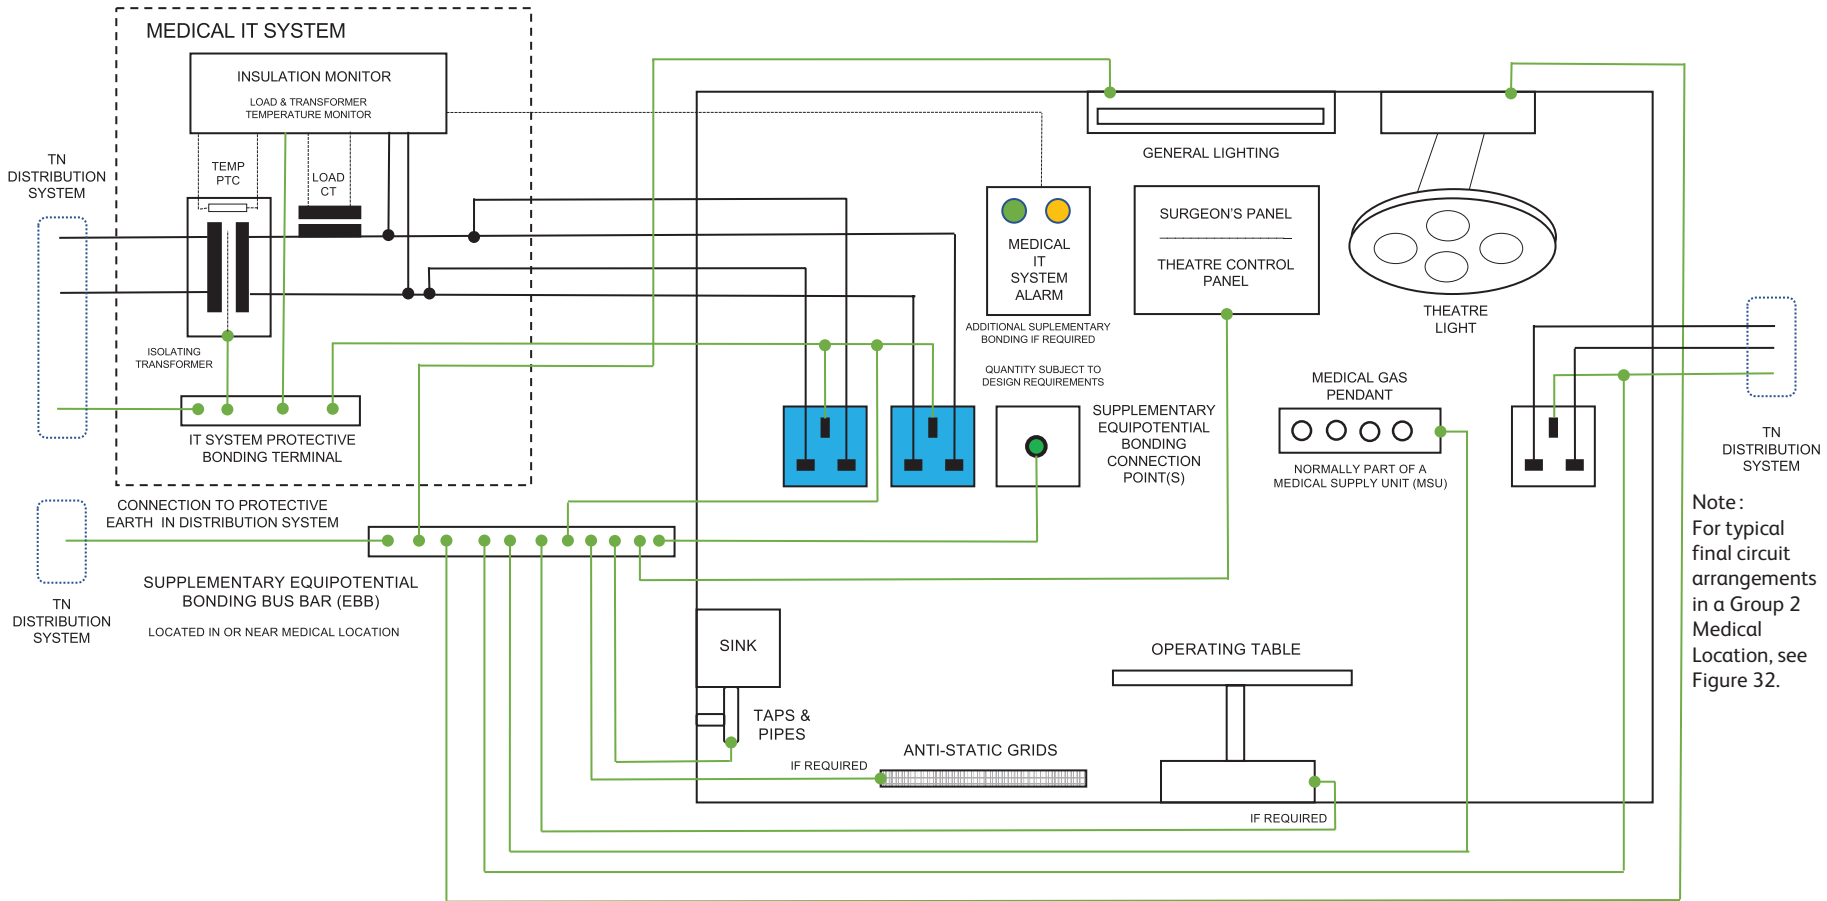 MEDICAL IT SYSTEM
INSULATION MONITOR
LOAD & TRANSFORMER
TEMPERATURE MONITOR
TN
DISTRIBUTION
SYSTEM
TEMP
PTC
LOAD
CT
ISOLATING
TRANSFORMER
IT SYSTEM PROTECTIVE
BONDING TERMINAL
CONNECTION TO PROTECTIVE
EARTH IN DISTRIBUTION SYSTEM
TN
DISTRIBUTION
SYSTEM
SUPPLEMENTARY EQUIPOTENTIAL
BONDING BUS BAR (EBB)
LOCATED IN OR NEAR MEDICAL LOCATION
GENERAL LIGHTING
MEDICAL
IT
SYSTEM
ALARM
ADDITIONAL SUPLEMENTARY
BONDING IF REQUIRED
QUANTITY SUBJECT TO
DESIGN REQUIREMENTS
SURGEON'S PANEL
THEATRE CONTROL
PANEL
THEATRE
LIGHT
SUPPLEMENTARY
EQUIPOTENTIAL
BONDING
CONNECTION
POINT(S)
MEDICAL GAS
PENDANT
NORMALLY PART OF A
MEDICAL SUPPLY UNIT (MSU)
TN
DISTRIBUTION
SYSTEM
Note:
For typical
final circuit
arrangements
in a Group 2
Medical
Location, see
Figure 32.
SINK
TAPS &
PIPES
IF REQUIRED
ANTI-STATIC GRIDS
OPERATING TABLE
IF REQUIRED